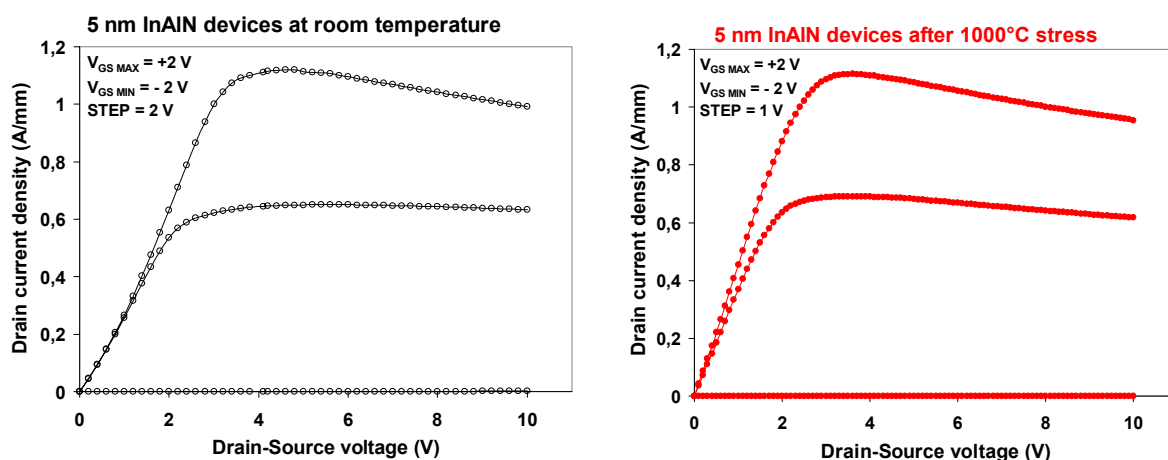 5 nm InAlN devices at room temperature
1,2
1
0,8
0,6
0,4
0,2
0
V_GS MAX = +2 V
V_GS MIN = - 2 V
STEP = 2 V
Drain current density (A/mm)
0 2 4 6 8 10
Drain-Source voltage (V)
5 nm InAlN devices after 1000°C stress
1,2
1
0,8
0,6
0,4
0,2
0
V_GS MAX = +2 V
V_GS MIN = - 2 V
STEP = 1 V
Drain current density (A/mm)
0 2 4 6 8 10
Drain-Source voltage (V)